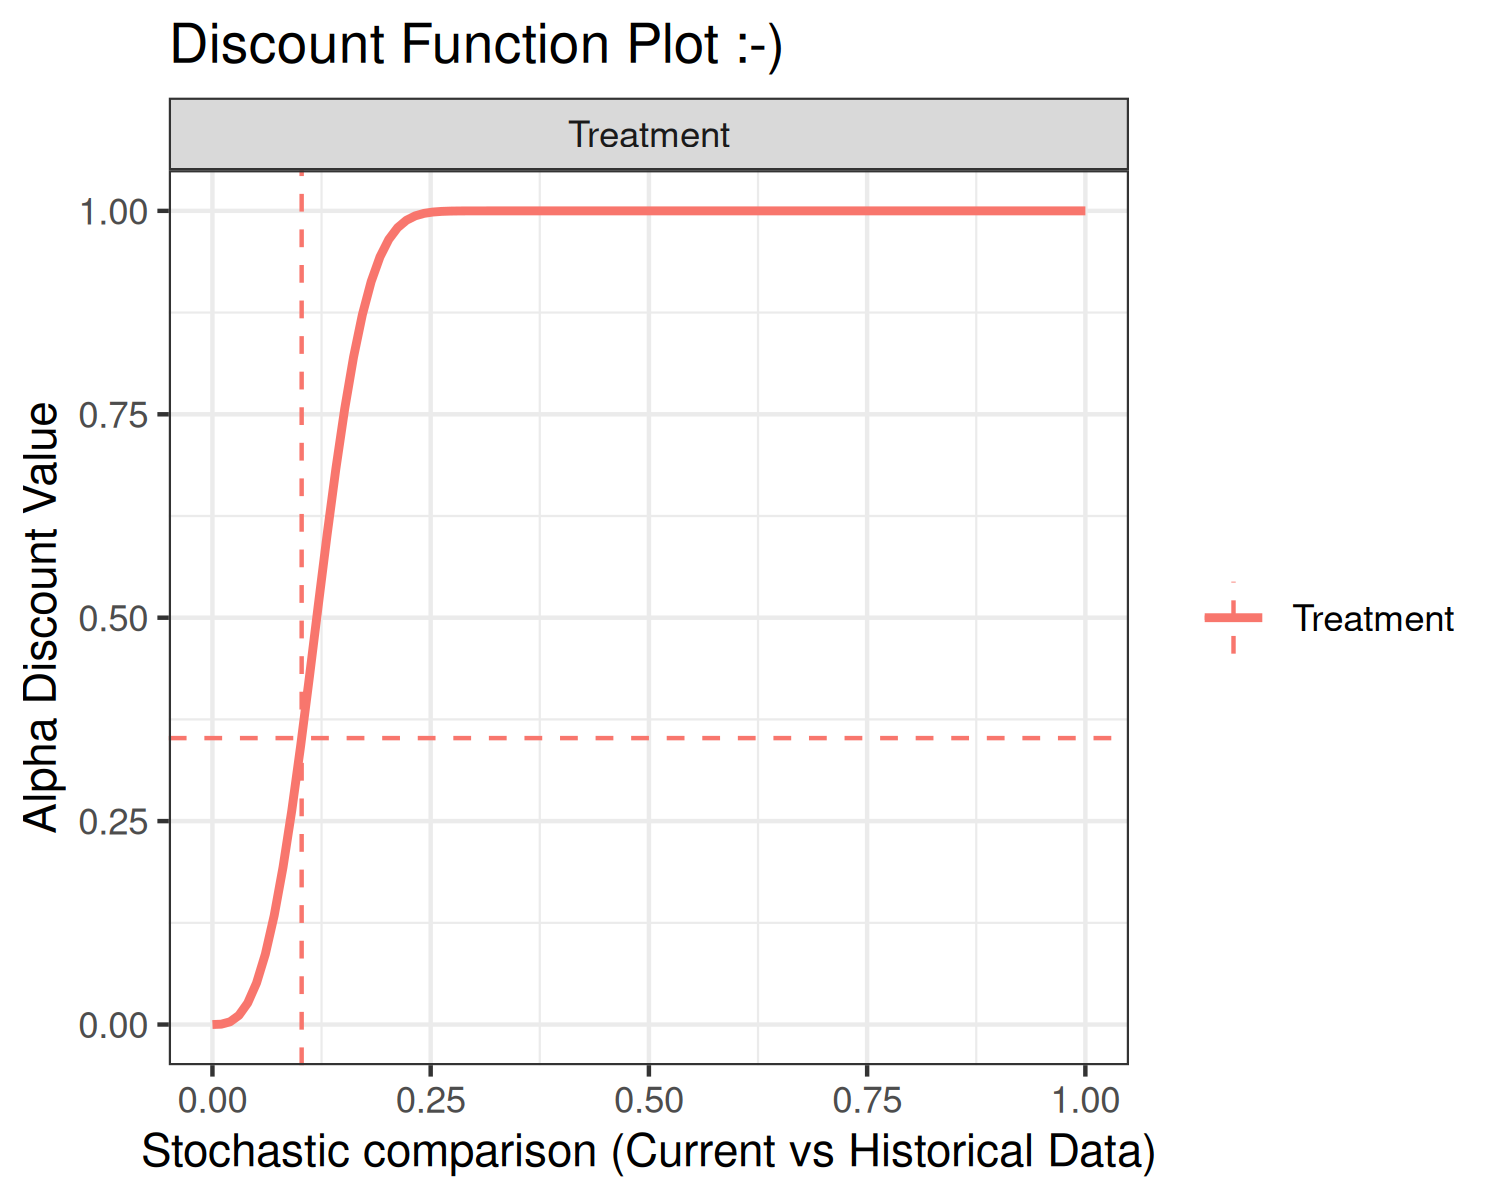 Discount Function Plot :-)
Treatment
1.00
0.75
0.50
0.25
0.00
Alpha Discount Value
0.00 0.25 0.50 0.75 1.00
Stochastic comparison (Current vs Historical Data)
Treatment